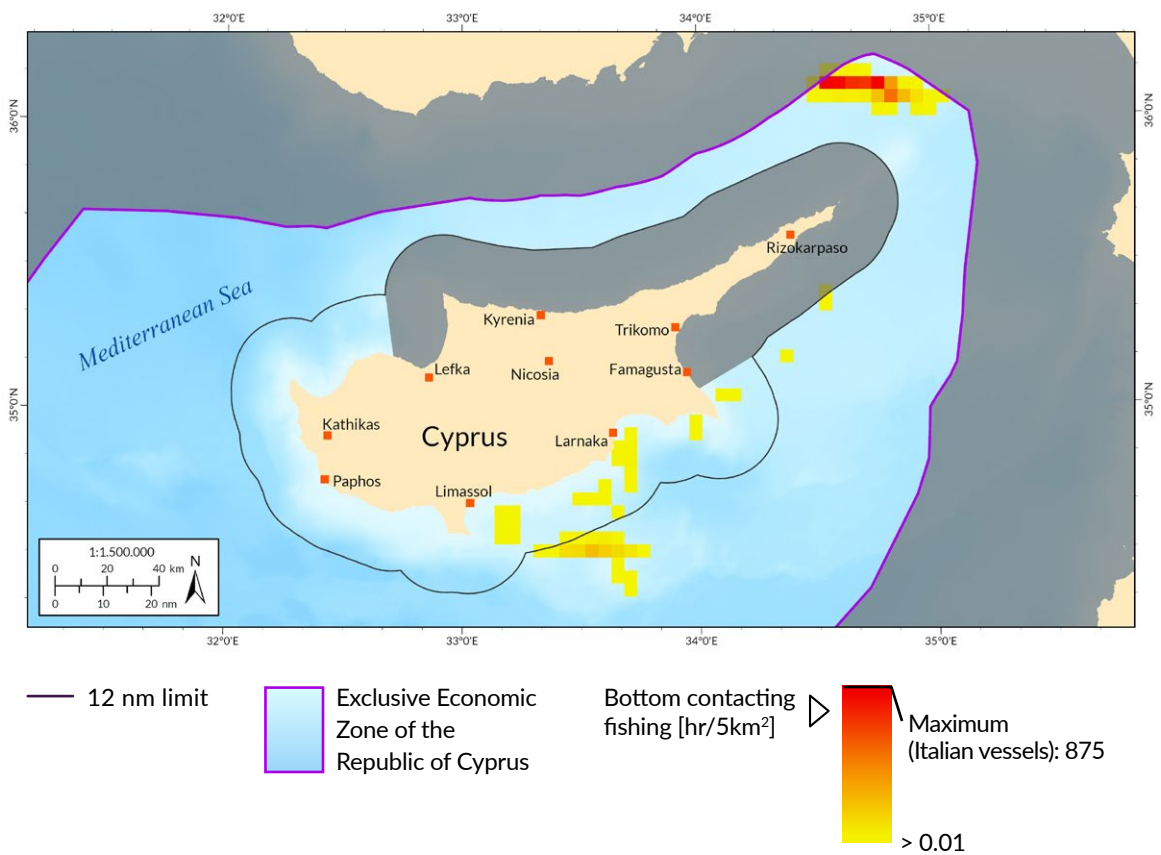 32°0'E
33°0'E
34°0'E
35°0'E
36°0'N
36°0'N
Mediterranean Sea
Rizokarpaso
Kyrenia
Trikomo
Lefka
Nicosia
Famagusta
35°0'N
35°0'N
Kathikas
Cyprus
Larnaka
Paphos
Limassol
1:1.500.000
N
0 20 40 km
0 10 20 nm
32°0'E
33°0'E
34°0'E
35°0'E
12 nm limit
Exclusive Economic
Zone of the
Republic of Cyprus
Bottom contacting
fishing [hr/5km²]
Maximum
(Italian vessels): 875
> 0.01